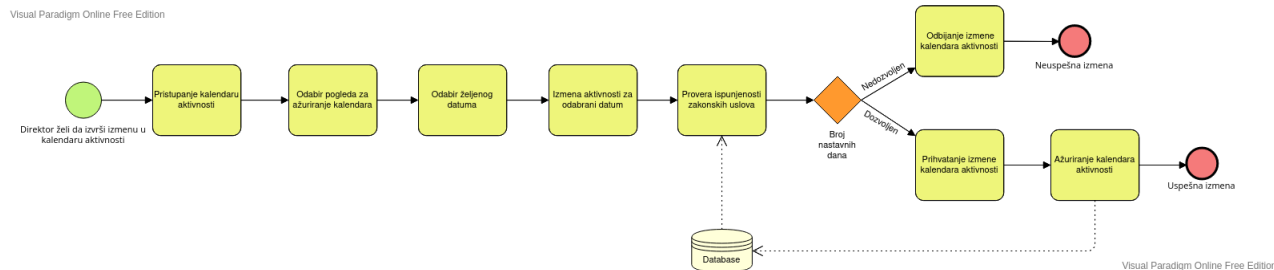 Visual Paradigm Online Free Edition
Direktor želi da izvrši izmenu u
kalendaru aktivnosti
Pristupanje kalendaru
aktivnosti
Odabir pogleda za
ažuriranje kalendara
Odabir željenog
datuma
Izmena aktivnosti za
odabrani datum
Provera ispunjenosti
zakonskih uslova
Broj
nastavnih
dana
Nedozvoljen
Odbijanje izmene
kalendara aktivnosti
Neuspešna izmena
Dozvoljen
Prihvatanje izmene
kalendara aktivnosti
Ažuriranje kalendara
aktivnosti
Uspešna izmena
Database
Visual Paradigm Online Free Edition